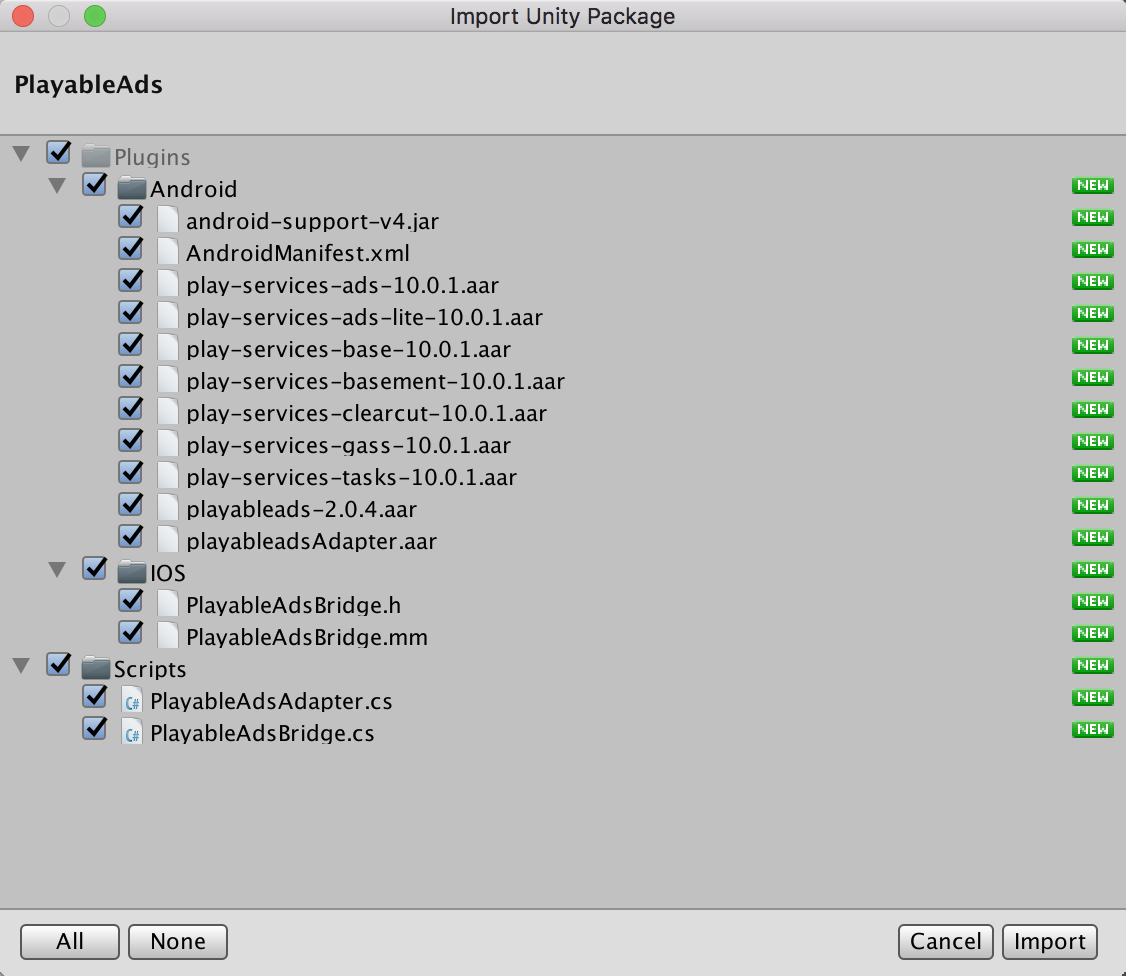 Import Unity Package
PlayableAds
Plugins
Android NEW
android-support-v4.jar NEW
AndroidManifest.xml NEW
play-services-ads-10.0.1.aar NEW
play-services-ads-lite-10.0.1.aar NEW
play-services-base-10.0.1.aar NEW
play-services-basement-10.0.1.aar NEW
play-services-clearcut-10.0.1.aar NEW
play-services-gass-10.0.1.aar NEW
play-services-tasks-10.0.1.aar NEW
playableads-2.0.4.aar NEW
playableadsAdapter.aar NEW
IOS NEW
PlayableAdsBridge.h NEW
PlayableAdsBridge.mm NEW
Scripts NEW
C# PlayableAdsAdapter.cs NEW
C# PlayableAdsBridge.cs NEW
All None Cancel Import